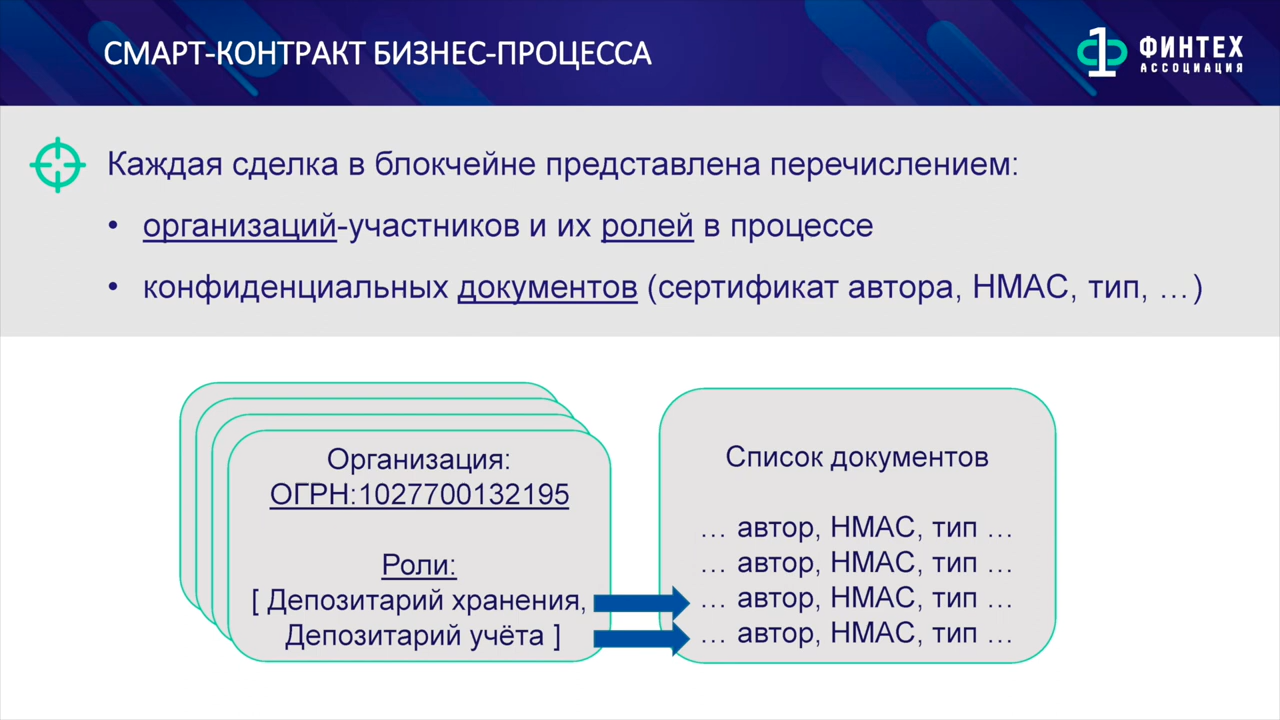 СМАРТ-КОНТРАКТ БИЗНЕС-ПРОЦЕССА
ФИНТЕХ
АССОЦИАЦИЯ
Каждая сделка в блокчейне представлена перечислением:
• организаций-участников и их ролей в процессе
• конфиденциальных документов (сертификат автора, HMAC, тип, …)
Организация:
ОГРН:1027700132195
Роли:
[ Депозитарий хранения,
Депозитарий учёта ]
Список документов
… автор, HMAC, тип …
… автор, HMAC, тип …
… автор, HMAC, тип …
… автор, HMAC, тип …